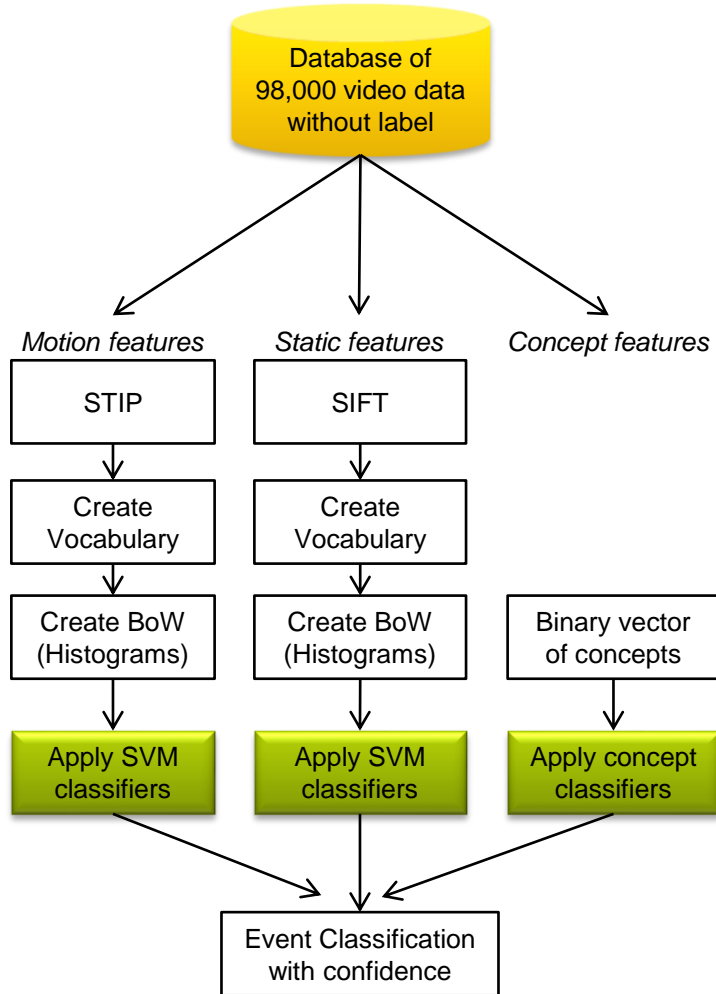 Database of
98,000 video data
without label
Motion features
Static features
Concept features
STIP
SIFT
Create
Vocabulary
Create
Vocabulary
Create BoW
(Histograms)
Create BoW
(Histograms)
Binary vector
of concepts
Apply SVM
classifiers
Apply SVM
classifiers
Apply concept
classifiers
Event Classification
with confidence